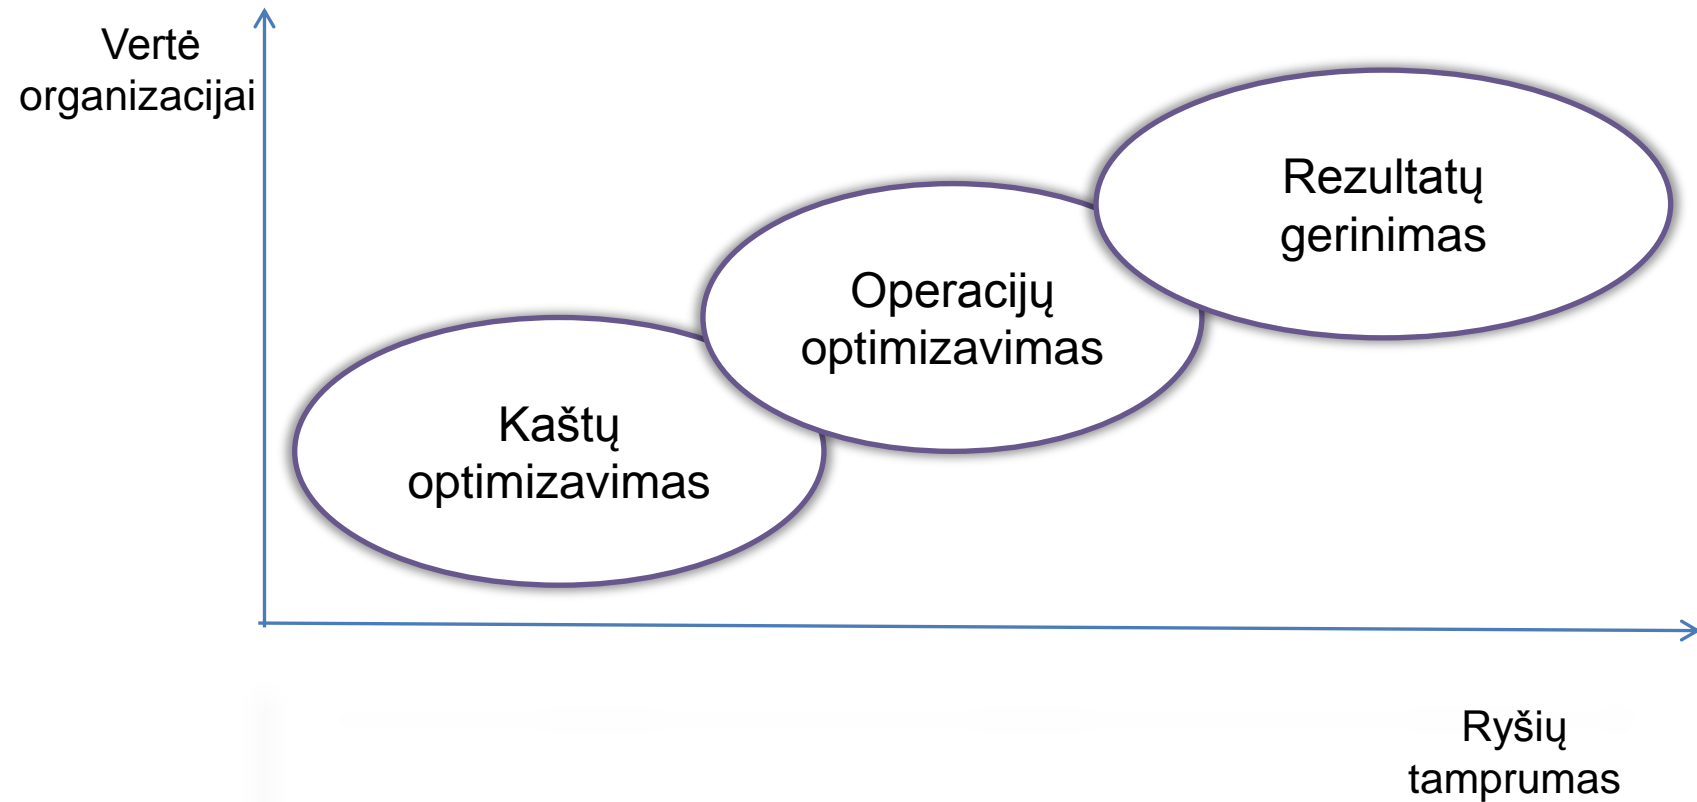 Vertė
organizacijai
Rezultatų
gerinimas
Operacijų
optimizavimas
Kaštų
optimizavimas
Ryšių
tamprumas